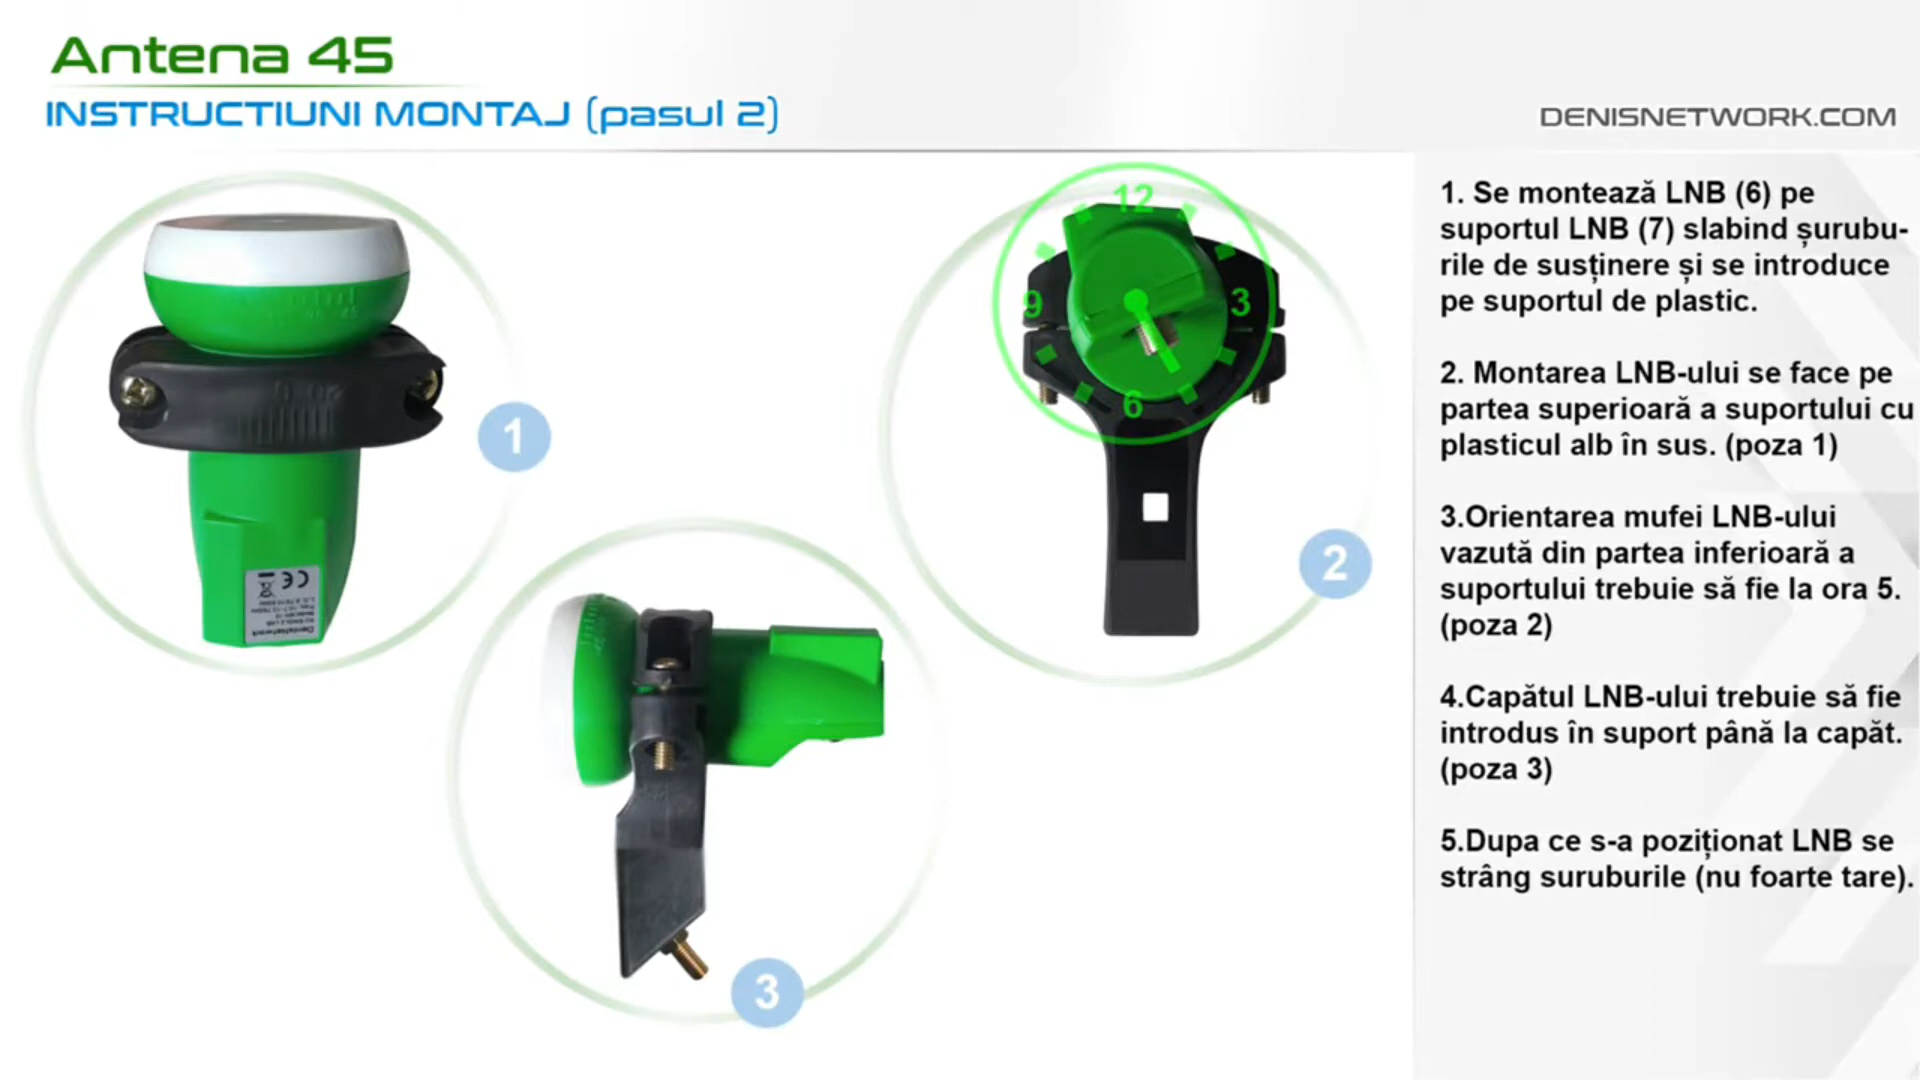 Antena 45
INSTRUCTIUNI MONTAJ (pasul 2)
DENISNETWORK.COM
12
9
3
6
1
2
3
1. Se montează LNB (6) pe
suportul LNB (7) slabind șurubu-
rile de susținere și se introduce
pe suportul de plastic.
2. Montarea LNB-ului se face pe
partea superioară a suportului cu
plasticul alb în sus. (poza 1)
3.Orientarea mufei LNB-ului
vazută din partea inferioară a
suportului trebuie să fie la ora 5.
(poza 2)
4.Capătul LNB-ului trebuie să fie
introdus în suport până la capăt.
(poza 3)
5.Dupa ce s-a poziționat LNB se
strâng suruburile (nu foarte tare).